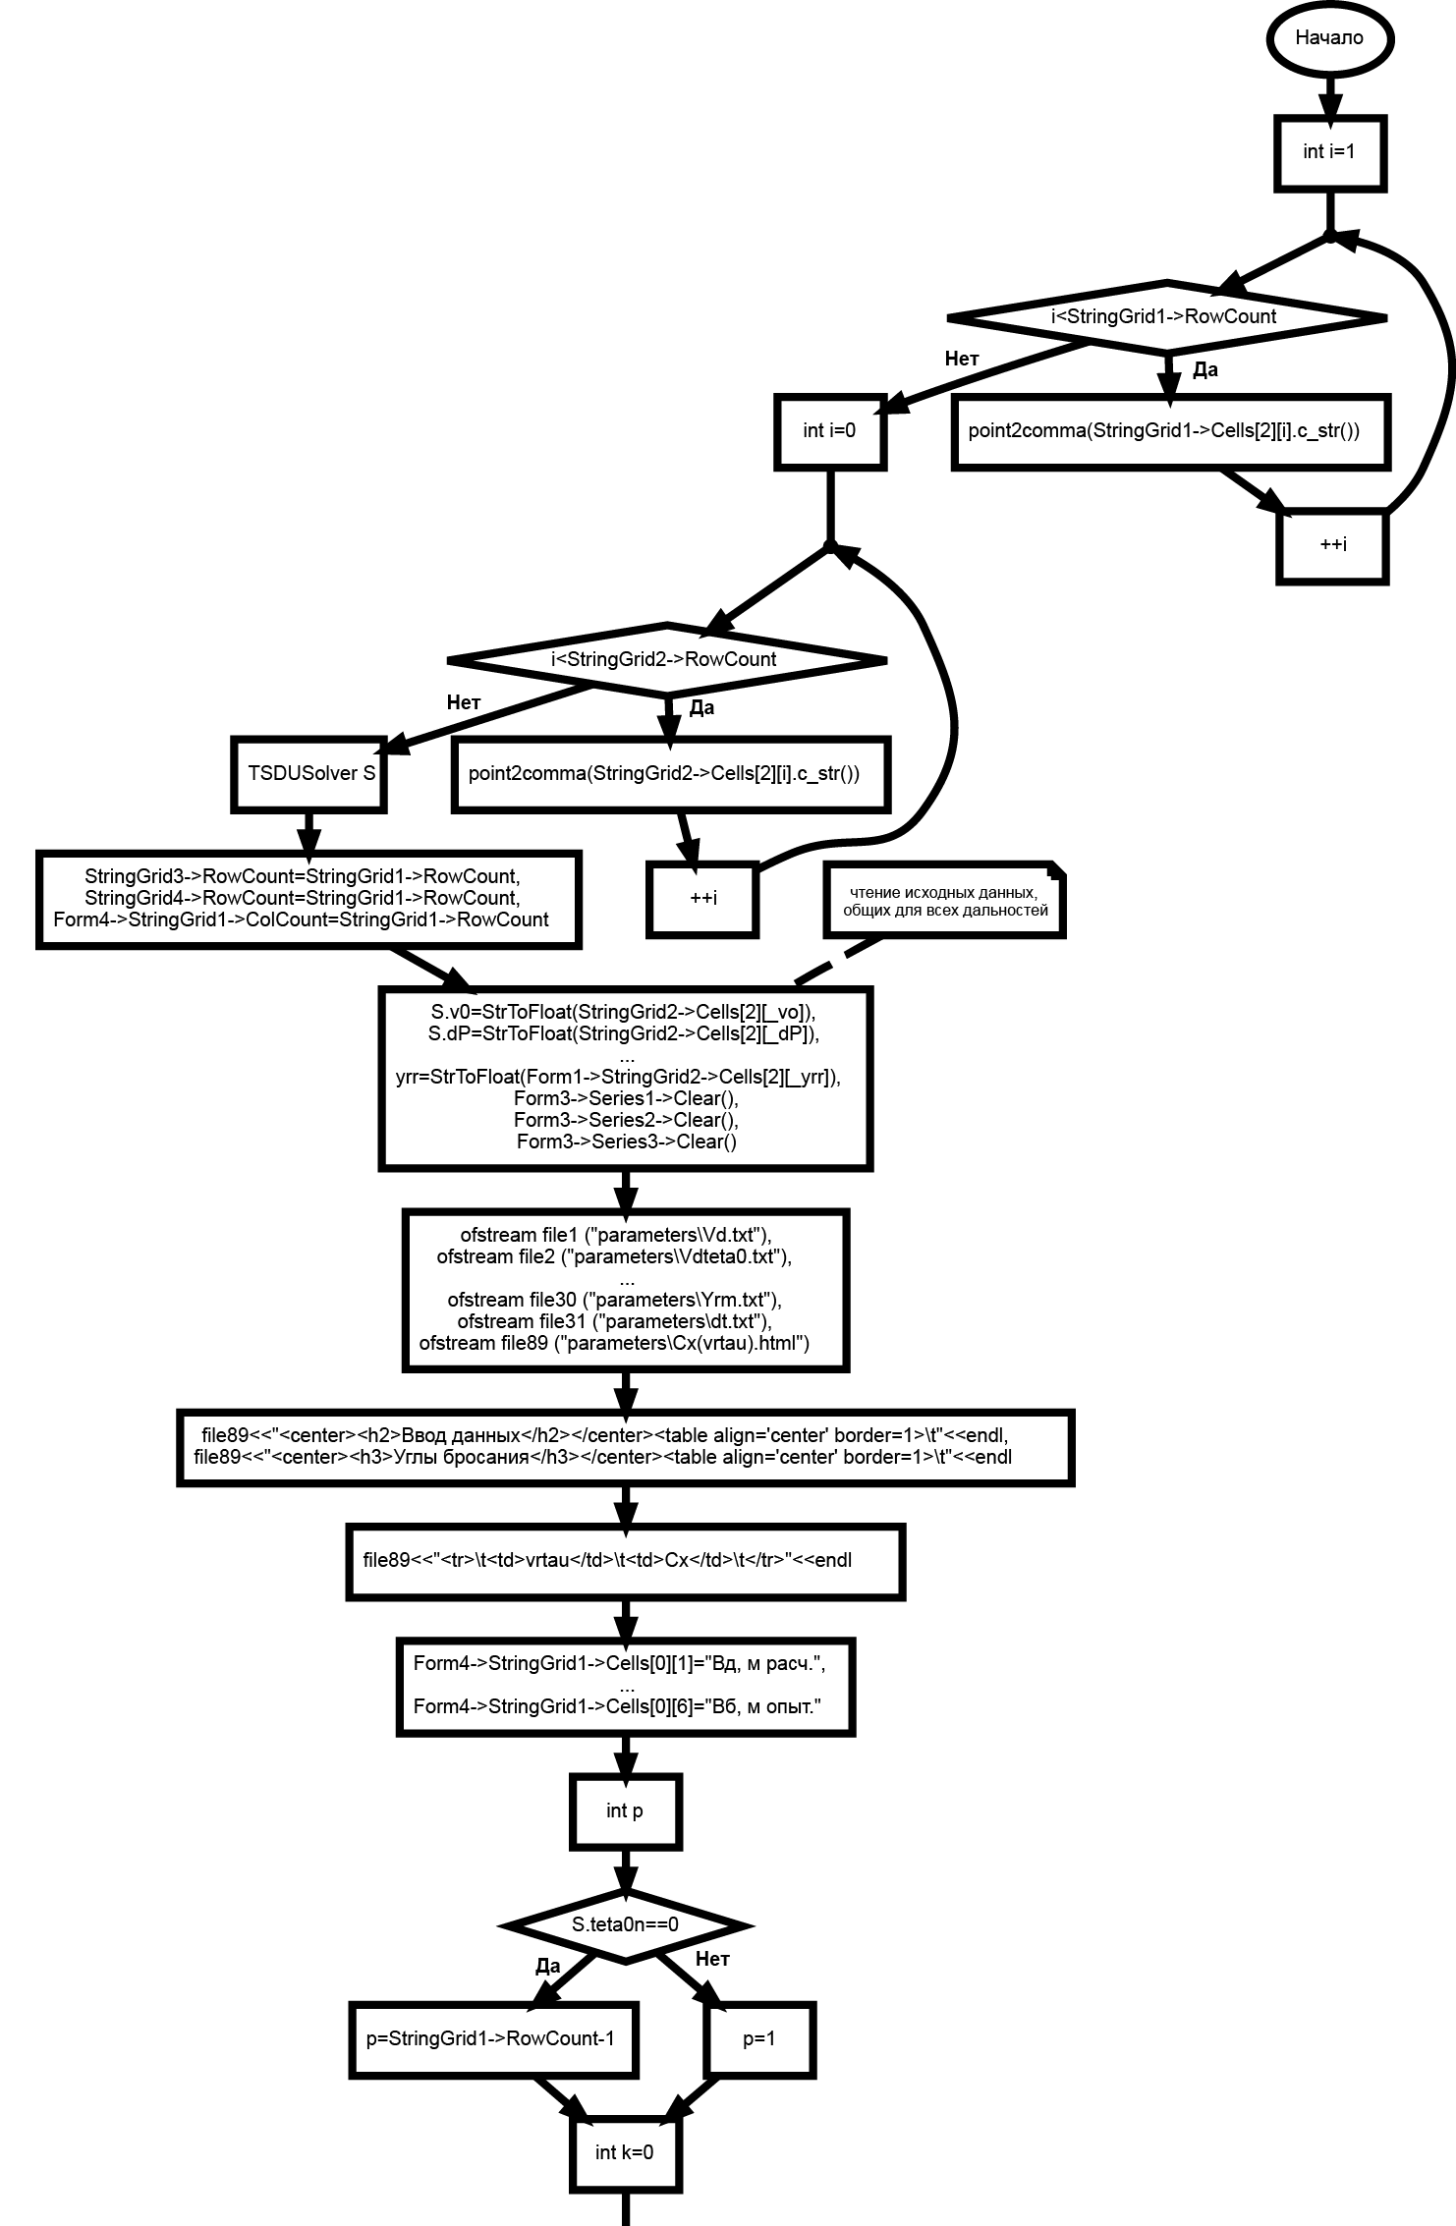 Начало
int i=1
i<StringGrid1->RowCount
Нет
Да
int i=0
point2comma(StringGrid1->Cells[2][i].c_str())
++i
i<StringGrid2->RowCount
Нет
Да
TSDUSolver S
point2comma(StringGrid2->Cells[2][i].c_str())
StringGrid3->RowCount=StringGrid1->RowCount,
StringGrid4->RowCount=StringGrid1->RowCount,
Form4->StringGrid1->ColCount=StringGrid1->RowCount
++i
чтение исходных данных,
общих для всех дальностей
S.v0=StrToFloat(StringGrid2->Cells[2][_vo]),
S.dP=StrToFloat(StringGrid2->Cells[2][_dP]),
...
yrr=StrToFloat(Form1->StringGrid2->Cells[2][_yrr]),
Form3->Series1->Clear(),
Form3->Series2->Clear(),
Form3->Series3->Clear()
ofstream file1 ("parameters\Vd.txt"),
ofstream file2 ("parameters\Vdteta0.txt"),
...
ofstream file30 ("parameters\Yrm.txt"),
ofstream file31 ("parameters\dt.txt"),
ofstream file89 ("parameters\Cx(vrtau).html")
file89<<"<center><h2>Ввод данных</h2></center><table align='center' border=1>\t"<<endl,
file89<<"<center><h3>Углы бросания</h3></center><table align='center' border=1>\t"<<endl
file89<<"<tr>\t<td>vrtau</td>\t<td>Cx</td>\t</tr>"<<endl
Form4->StringGrid1->Cells[0][1]="Вд, м расч.",
...
Form4->StringGrid1->Cells[0][6]="Вб, м опыт."
int p
S.teta0n==0
Да
Нет
p=StringGrid1->RowCount-1
p=1
int k=0